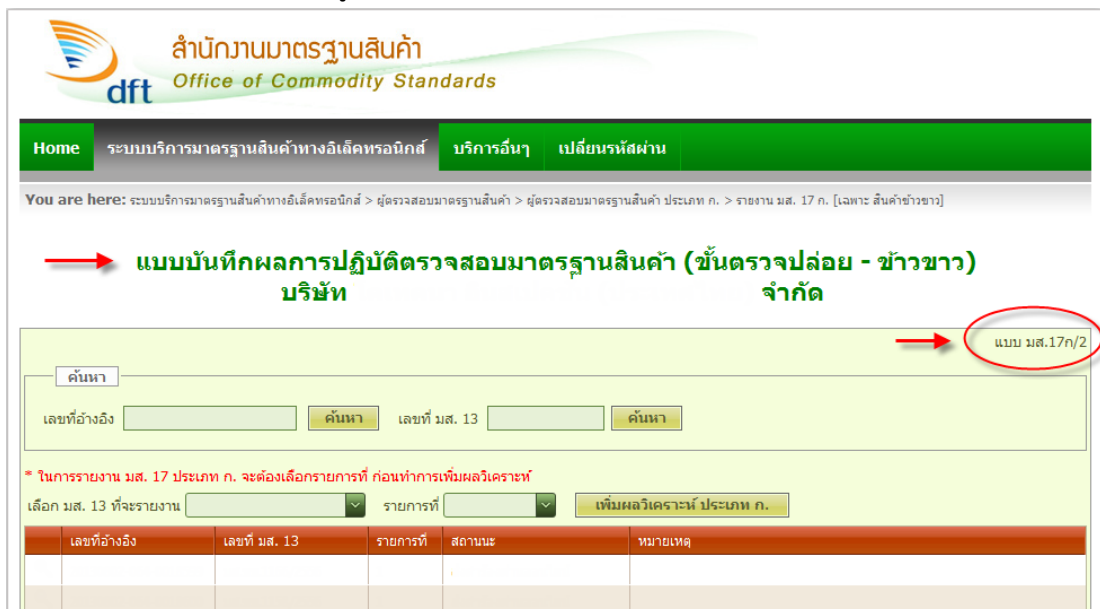 สำนักงานมาตรฐานสินค้า
dft Office of Commodity Standards
Home ระบบบริการมาตรฐานสินค้าทางอิเล็คทรอนิกส์ บริการอื่นๆ เปลี่ยนรหัสผ่าน
You are here: ระบบบริการมาตรฐานสินค้าทางอิเล็คทรอนิกส์ > ผู้ตรวจสอบมาตรฐานสินค้า > ผู้ตรวจสอบมาตรฐานสินค้า ประเภท ก. > รายงาน มส. 17 ก. [เฉพาะ สินค้าข้าวขาว]
แบบบันทึกผลการปฏิบัติตรวจสอบมาตรฐานสินค้า (ขั้นตรวจปล่อย - ข้าวขาว)
บริษัท จำกัด
แบบ มส.17ก/2
ค้นหา
เลขที่อ้างอิง ค้นหา เลขที่ มส. 13 ค้นหา
* ในการรายงาน มส. 17 ประเภท ก. จะต้องเลือกรายการที่ ก่อนทำการเพิ่มผลวิเคราะห์
เลือก มส. 13 ที่จะรายงาน รายการที่ เพิ่มผลวิเคราะห์ ประเภท ก.
เลขที่อ้างอิง เลขที่ มส. 13 รายการที่ สถานนะ หมายเหตุ